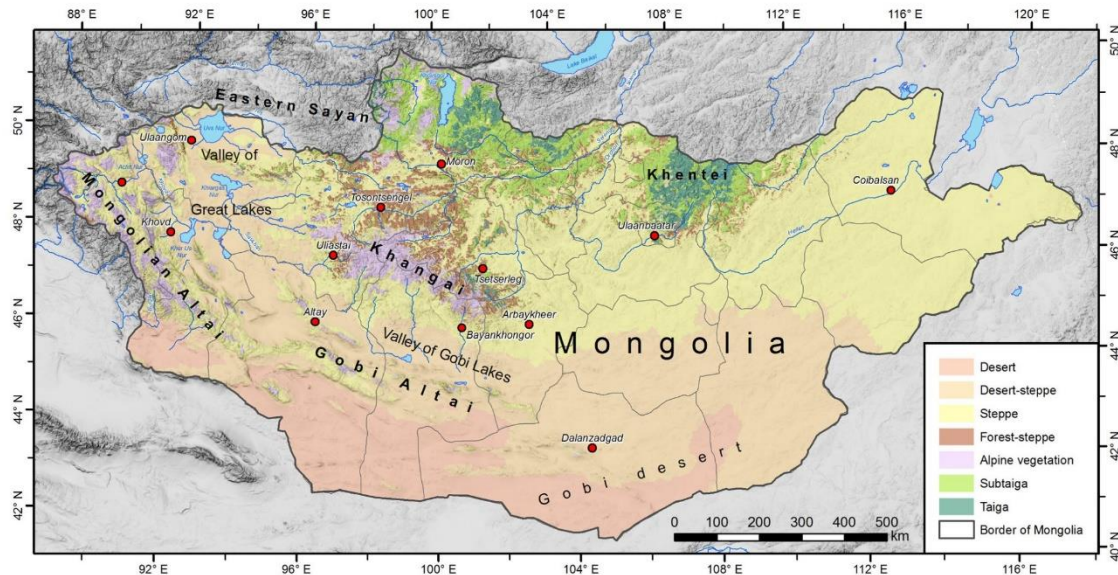 88° E
92° E
96° E
100° E
104° E
108° E
112° E
116° E
120° E
50° N
50° N
48° N
48° N
46° N
46° N
44° N
44° N
42° N
42° N
40° N
Lake Baikal
Eastern Sayan
Ulaangom
Uvs Nur
Valley of
Great Lakes
Moron
Khentei
Coibalsan
Tosontsengel
Khovd
Mongolian Altai
Uliastai
Khangai
Ulaanbaatar
Tsetserleg
Altay
Arbaykheer
Bayankhongor
Valley of Gobi Lakes
Mongolia
Gobi Altai
Dalanzadgad
Gobi desert
Desert
Desert-steppe
Steppe
Forest-steppe
Alpine vegetation
Subtaiga
Taiga
Border of Mongolia
0 100 200 300 400 500
km
92° E
96° E
100° E
104° E
108° E
112° E
116° E